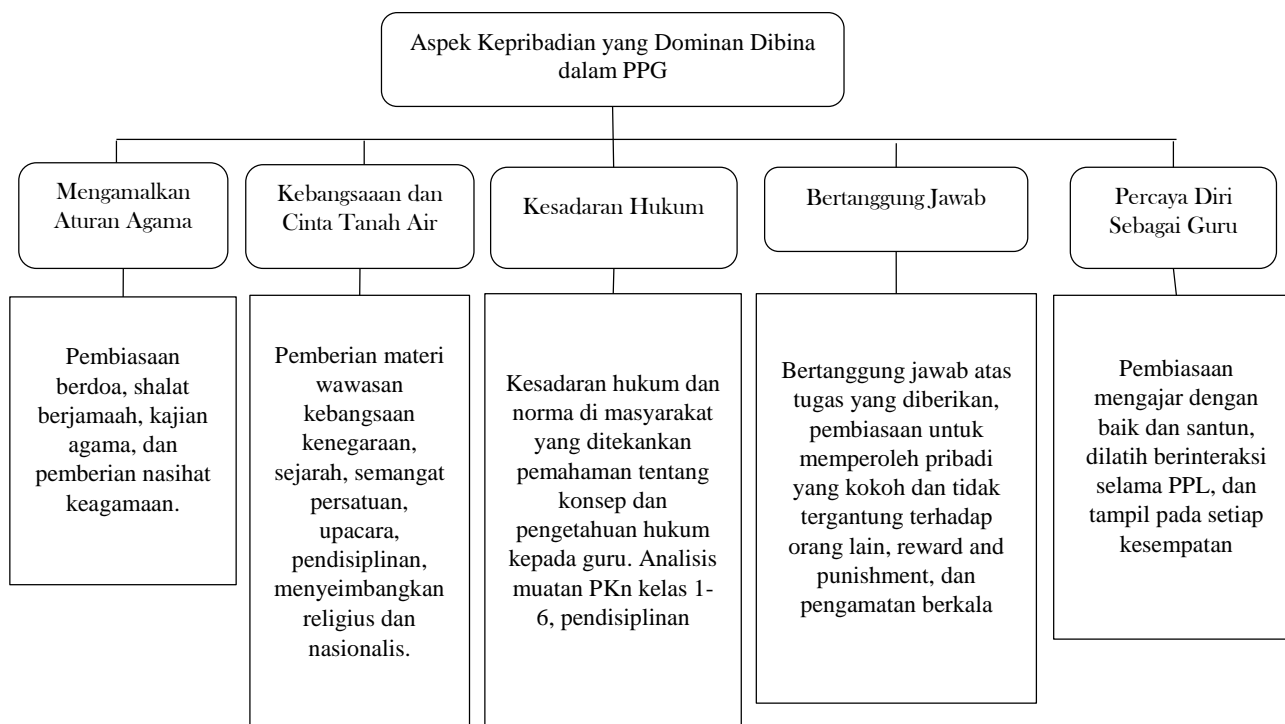 Aspek Kepribadian yang Dominan Dibina
dalam PPG
Mengamalkan
Aturan Agama
Kebangsaaan dan
Cinta Tanah Air
Kesadaran Hukum
Bertanggung Jawab
Percaya Diri
Sebagai Guru
Pembiasaan
berdoa, shalat
berjamaah, kajian
agama, dan
pemberian nasihat
keagamaan.
Pemberian materi
wawasan
kebangsaan
kenegaraan,
sejarah, semangat
persatuan,
upacara,
pendisiplinan,
menyeimbangkan
religius dan
nasionalis.
Kesadaran hukum dan
norma di masyarakat
yang ditekankan
pemahaman tentang
konsep dan
pengetahuan hukum
kepada guru. Analisis
muatan PKn kelas 1-
6, pendisiplinan
Bertanggung jawab atas
tugas yang diberikan,
pembiasaan untuk
memperoleh pribadi
yang kokoh dan tidak
tergantung terhadap
orang lain, reward and
punishment, dan
pengamatan berkala
Pembiasaan
mengajar dengan
baik dan santun,
dilatih berinteraksi
selama PPL, dan
tampil pada setiap
kesempatan